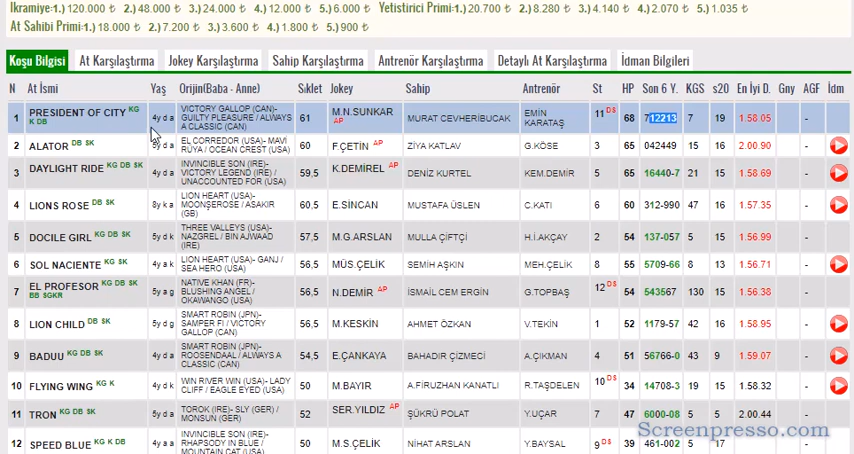 İkramiye:1.) 120.000 ₺ 2.) 48.000 ₺ 3.) 24.000 ₺ 4.) 12.000 ₺ 5.) 6.000 ₺ Yetistirici Primi:1.) 20.700 ₺ 2.) 8.280 ₺ 3.) 4.140 ₺ 4.) 2.070 ₺ 5.) 1.035 ₺
At Sahibi Primi:1.) 18.000 ₺ 2.) 7.200 ₺ 3.) 3.600 ₺ 4.) 1.800 ₺ 5.) 900 ₺
Koşu Bilgisi At Karşılaştırma Jokey Karşılaştırma Sahip Karşılaştırma Antrenör Karşılaştırma Detaylı At Karşılaştırma İdman Bilgileri
N At İsmi Yaş Orijin(Baba - Anne) Sıklet Jokey Sahip Antrenör St HP Son 6 Y. KGS s20 En İyi D. Gny AGF İdm
1 PRESIDENT OF CITY KG K DB 4y d a VICTORY GALLOP (CAN)- GUILTY PLEASURE / ALWAYS A CLASSIC (CAN) 61 M.N.SUNKAR AP MURAT CEVHERİBUCAK EMİN KARATAŞ 11 DS 68 712213 7 19 1.58.05 -
2 ALATOR DB SK y d a EL CORREDOR (USA)- MAVİ RÜYA / OCEAN CREST (USA) 60 F.ÇETİN AP ZİYA KATLAV G.KÖSE 3 65 042449 15 16 2.00.90 -
3 DAYLIGHT RIDE KG DB SK 4y d a INVINCIBLE SON (IRE)- VICTORY LEGEND (IRE) / UNACCOUNTED FOR (USA) 59,5 K.DEMİREL AP DENİZ KURTEL KEM.DEMİR 5 65 16440-7 21 15 1.58.69 -
4 LIONS ROSE DB SK 8y k a LION HEART (USA)- MOONŞEROSE / ASAKIR (GB) 60,5 E.SİNCAN MUSTAFA ÜSLEN C.KATI 6 60 312-990 47 16 1.57.35 -
5 DOCILE GIRL KG DB SK 5y d k THREE VALLEYS (USA)- NAZGREL / BIN AJWAAD (IRE) 57,5 M.G.ARSLAN MULLA ÇİFTÇİ H.İ.AKÇAY 2 54 137-057 5 15 1.56.99 -
6 SOL NACIENTE KG SK 4y a k LION HEART (USA)- GANJ / SEA HERO (USA) 56,5 MÜS.ÇELİK SEMİH AŞKIN MEH.ÇELİK 8 55 5709-66 8 13 1.56.71 -
7 EL PROFESOR KG DB SK BB SGKR 5y a g NATIVE KHAN (FR)- BLUSHING ANGEL / OKAWANGO (USA) 56,5 N.DEMİR AP İSMAİL CEM ERGİN G.TOPBAŞ 12 DS 54 543567 130 15 1.56.38 -
8 LION CHILD DB SK 5y d g SMART ROBIN (JPN)- SAMPER FI / VICTORY GALLOP (CAN) 56,5 M.KESKİN AHMET ÖZKAN V.TEKİN 1 52 1179-57 42 16 1.58.95 -
9 BADUU KG DB SK 4y d a SMART ROBIN (JPN)- ROOSENDAAL / ALWAYS A CLASSIC (CAN) 54,5 E.ÇANKAYA BAHADIR ÇİZMECİ A.ÇIKMAN 4 51 56766-0 43 9 1.59.07 -
10 FLYING WING KG K 4y d k WIN RIVER WIN (USA)- LADY CLIFF / EAGLE EYED (USA) 50 M.BAYIR A.FİRUZHAN KANATLI R.TAŞDELEN 10 DS 34 14708-3 19 15 1.58.32 -
11 TRON KG DB SK 5y d a TOROK (IRE)- SLY (GER) / MONSUN (GER) 52 SER.YILDIZ AP ŞÜKRÜ POLAT Y.UÇAR 7 47 6000-08 5 5 2.00.44 -
12 SPEED BLUE KG SK DB 4y a a INVINCIBLE SON (IRE)- RHAPSODY IN BLUE / MOUNTAIN CAT (USA) 50 M.S.ÇELİK NİHAT ARSLAN Y.BAYSAL 9 DS 39 461-002 5 17 -
Screenpresso.com